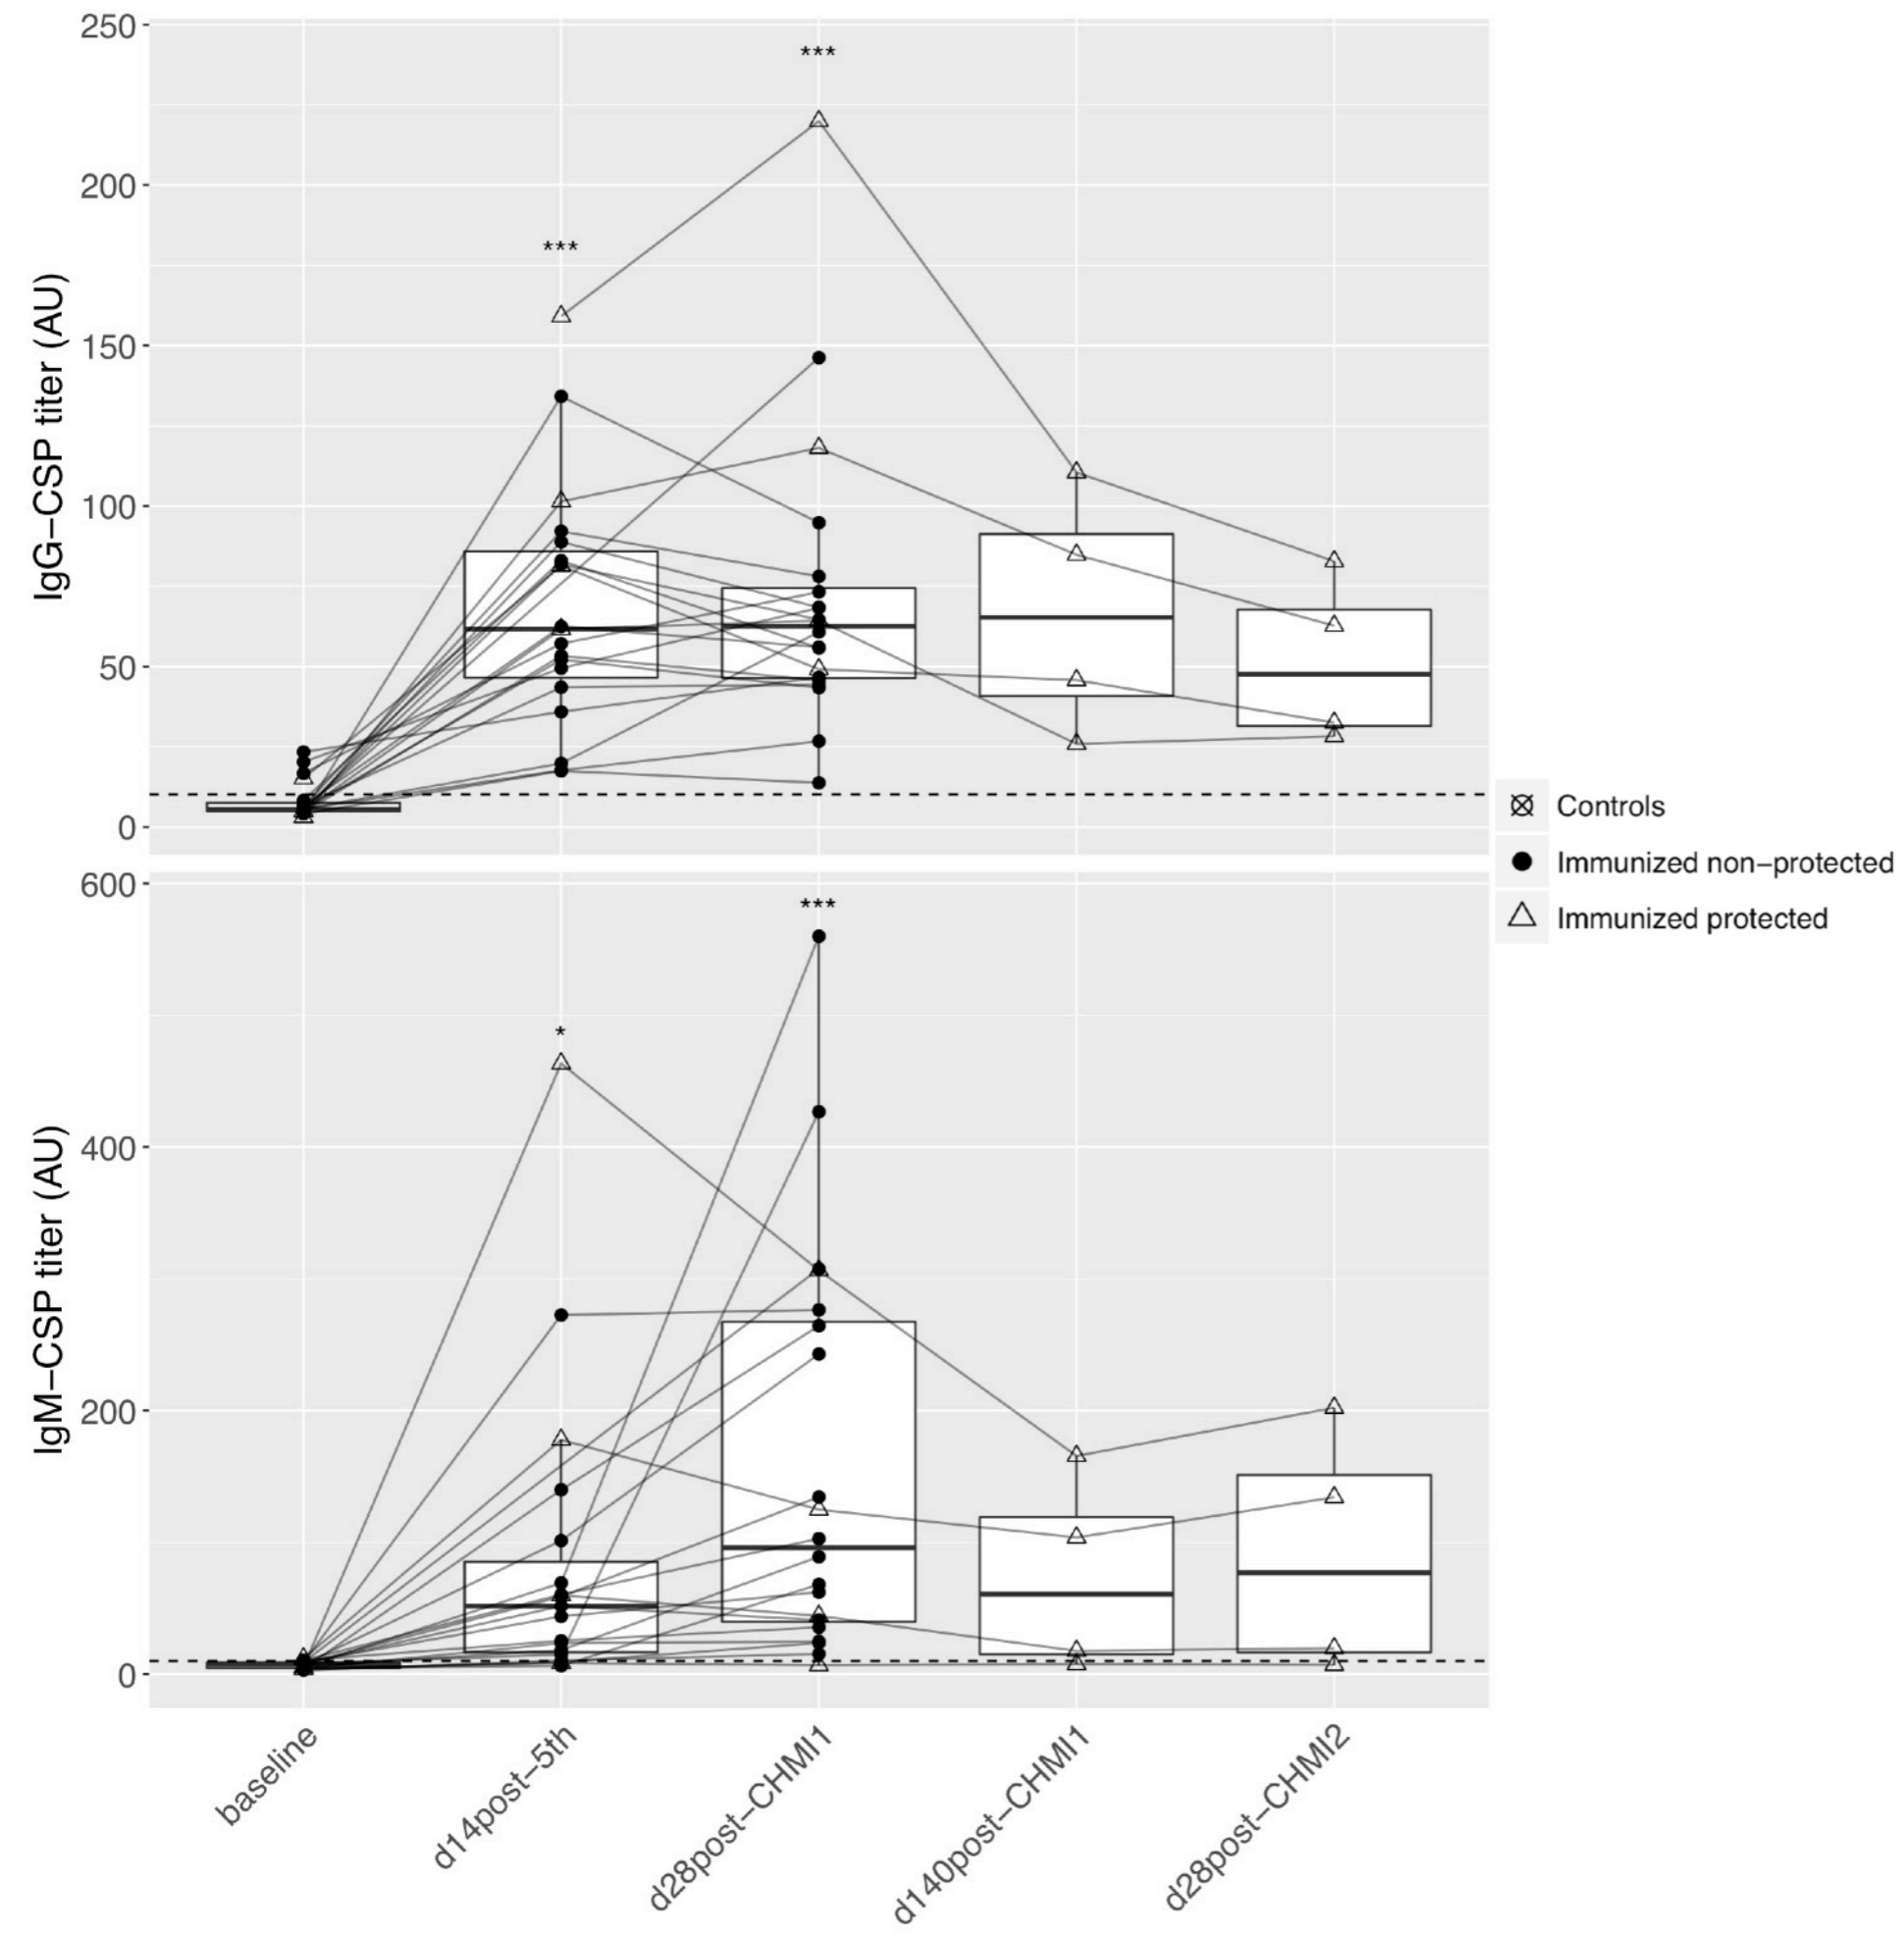 250
200
150
100
50
0
IgG−CSP titer (AU)
***
***
600
400
200
0
IgM−CSP titer (AU)
*
***
baseline
d14post−5th
d28post−CHMI1
d140post−CHMI1
d28post−CHMI2
Controls
Immunized non−protected
Immunized protected